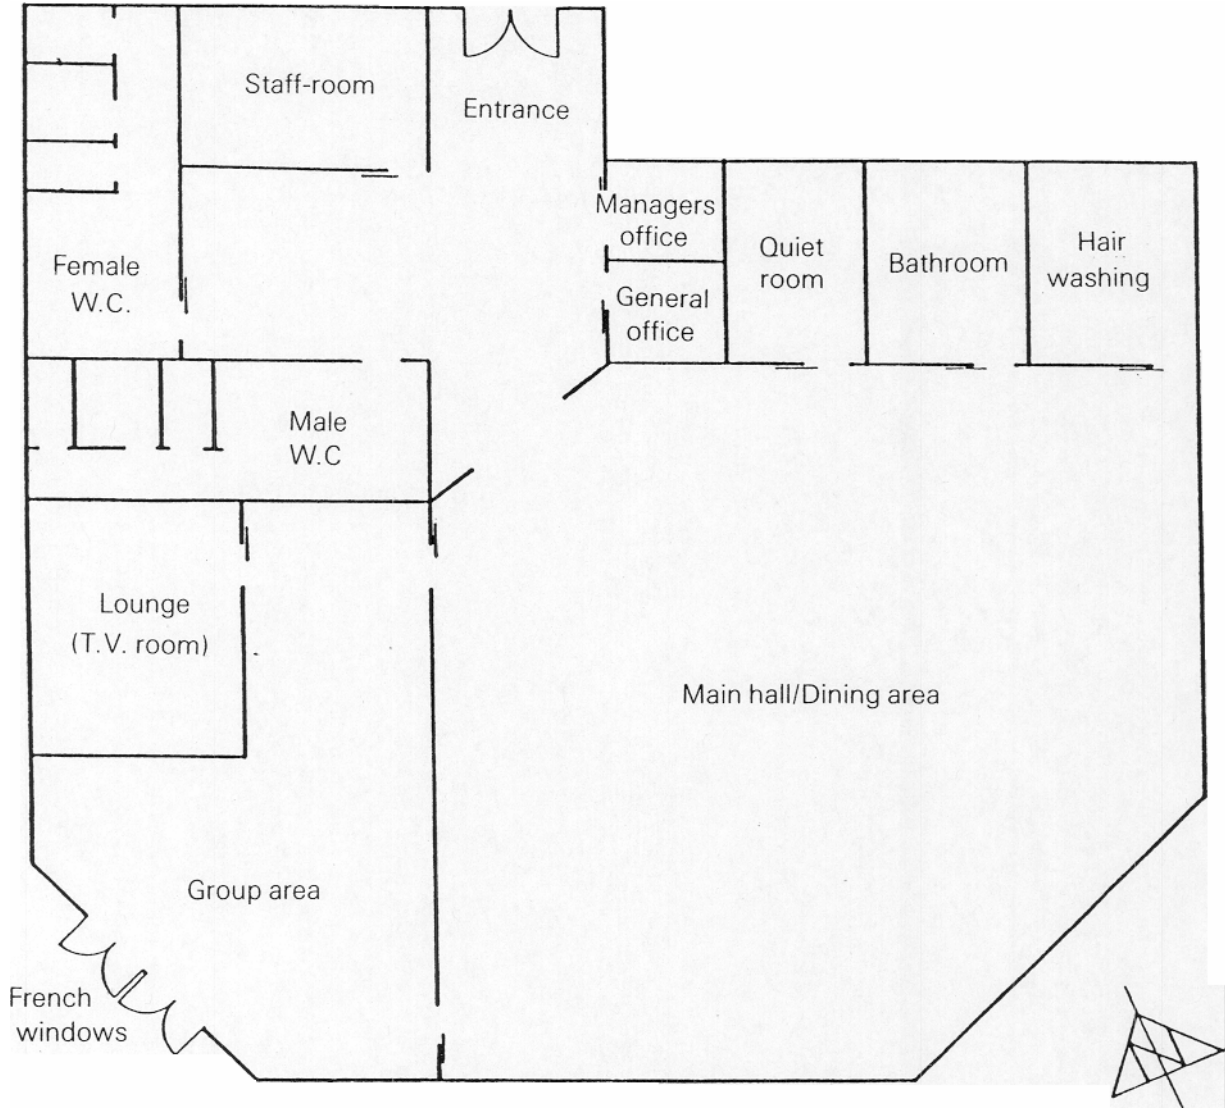 Staff-room
Entrance
Managers
office
General
office
Quiet
room
Bathroom
Hair
washing
Female
W.C.
Male
W.C
Lounge
(T.V. room)
Main hall/Dining area
Group area
French
windows
N